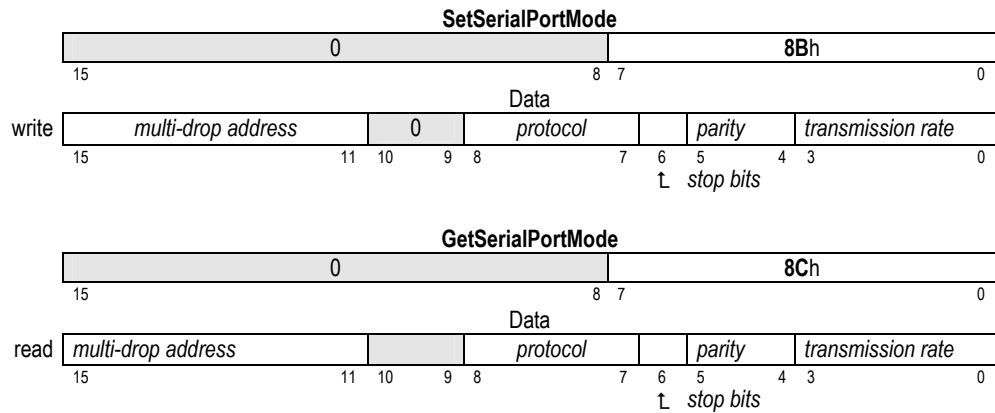 SetSerialPortMode
0 8Bh
15 8 7 0
Data
write multi-drop address 0 protocol parity transmission rate
15 11 10 9 8 7 6 5 4 3 0
↥ stop bits
GetSerialPortMode
0 8Ch
15 8 7 0
Data
read multi-drop address protocol parity transmission rate
15 11 10 9 8 7 6 5 4 3 0
↥ stop bits